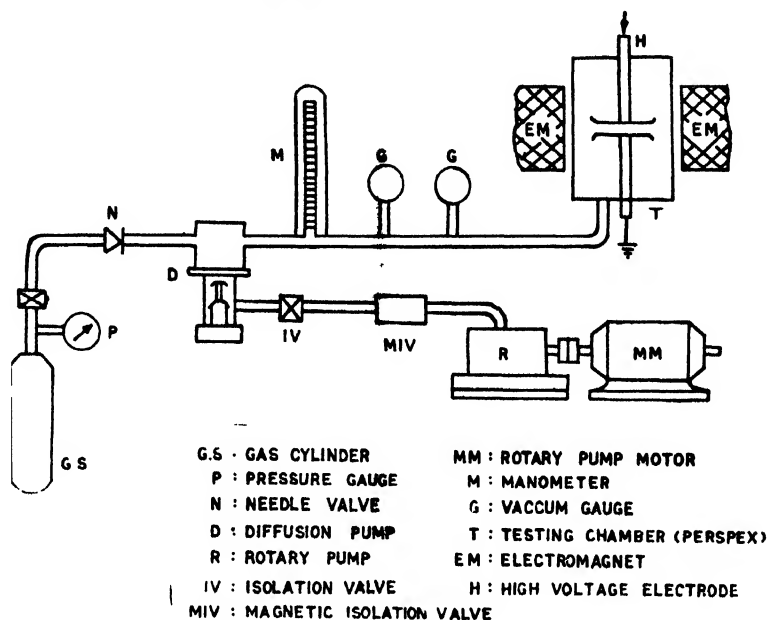 H
EM
EM
M
G
G
N
T
D
P
IV
MIV
R
MM
GS
G.S . GAS CYLINDER
P : PRESSURE GAUGE
N : NEEDLE VALVE
D : DIFFUSION PUMP
R : ROTARY PUMP
IV : ISOLATION VALVE
MIV : MAGNETIC ISOLATION VALVE
MM : ROTARY PUMP MOTOR
M : MANOMETER
G : VACCUM GAUGE
T : TESTING CHAMBER (PERSPEX)
EM : ELECTROMAGNET
H : HIGH VOLTAGE ELECTRODE